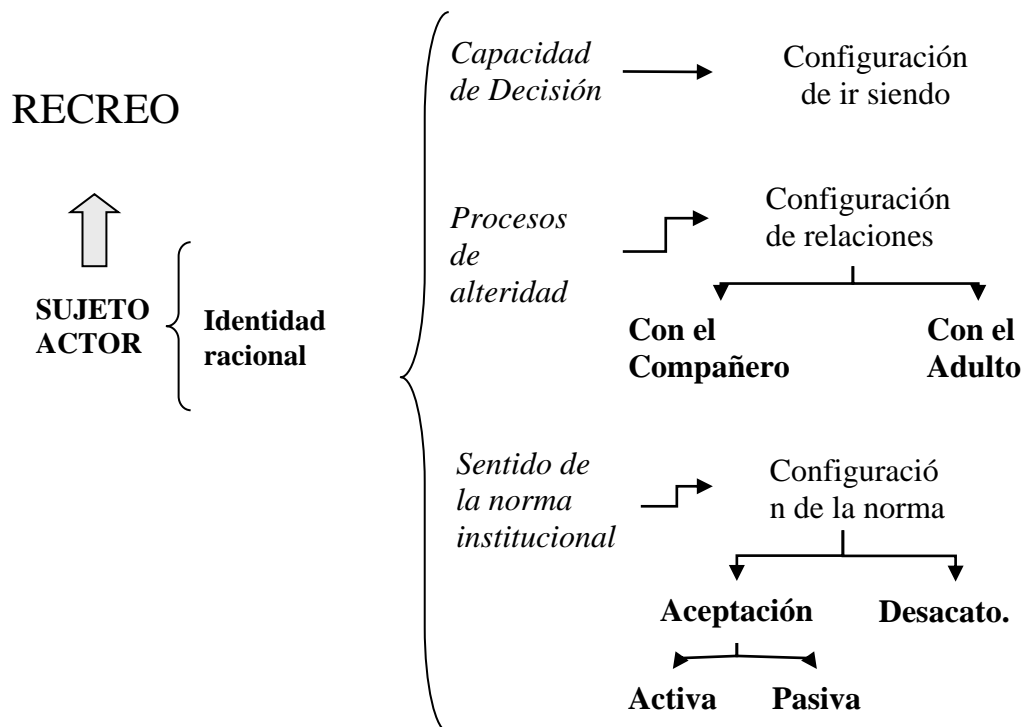 RECREO
SUJETO
ACTOR
Identidad
racional
Capacidad
de Decisión
Configuración
de ir siendo
Procesos
de
alteridad
Configuración
de relaciones
Con el
Compañero
Con el
Adulto
Sentido de
la norma
institucional
Configuració
n de la norma
Aceptación
Desacato.
Activa
Pasiva